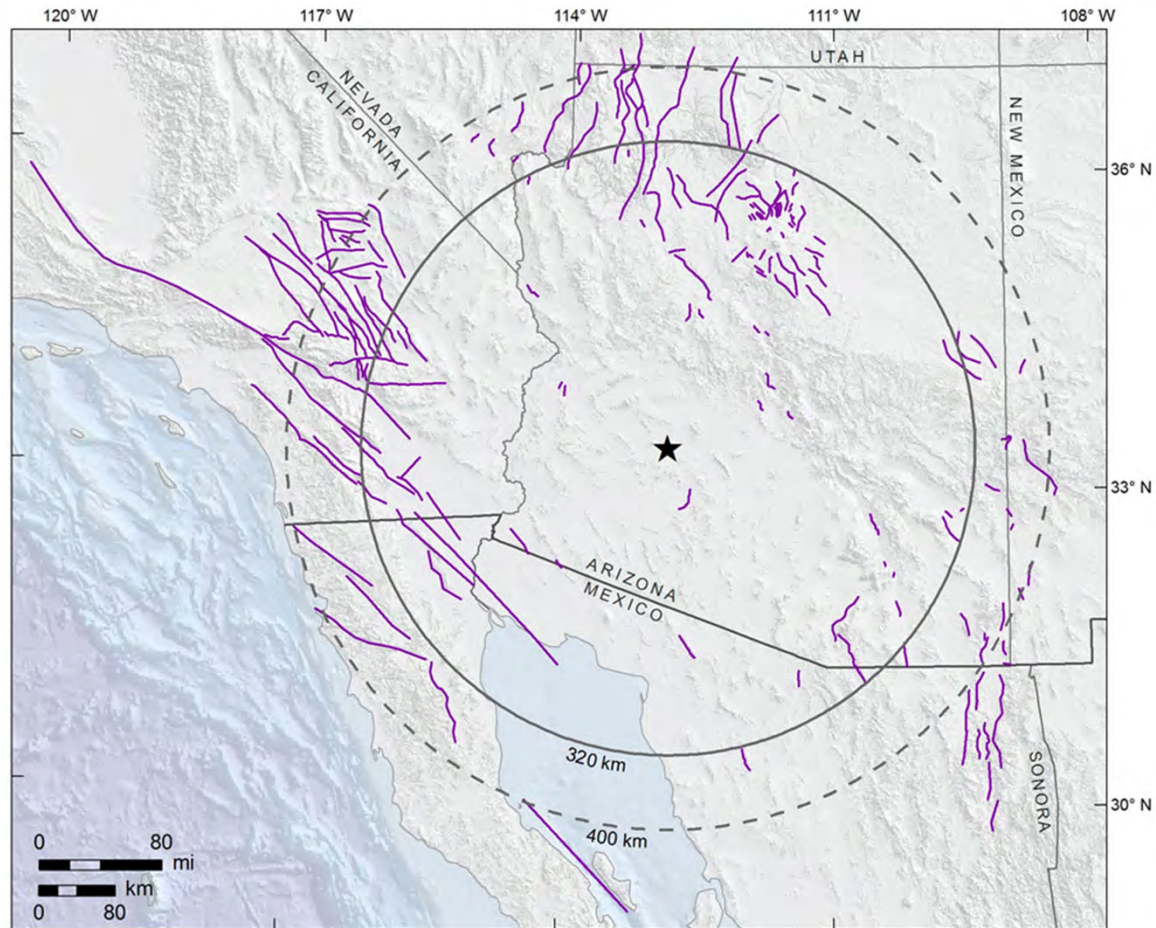 120° W
117° W
114° W
111° W
108° W
UTAH
NEVADA
CALIFORNIA
NEW MEXICO
36° N
33° N
ARIZONA
MEXICO
320 km
400 km
SONORA
30° N
0 80
mi
km
0 80